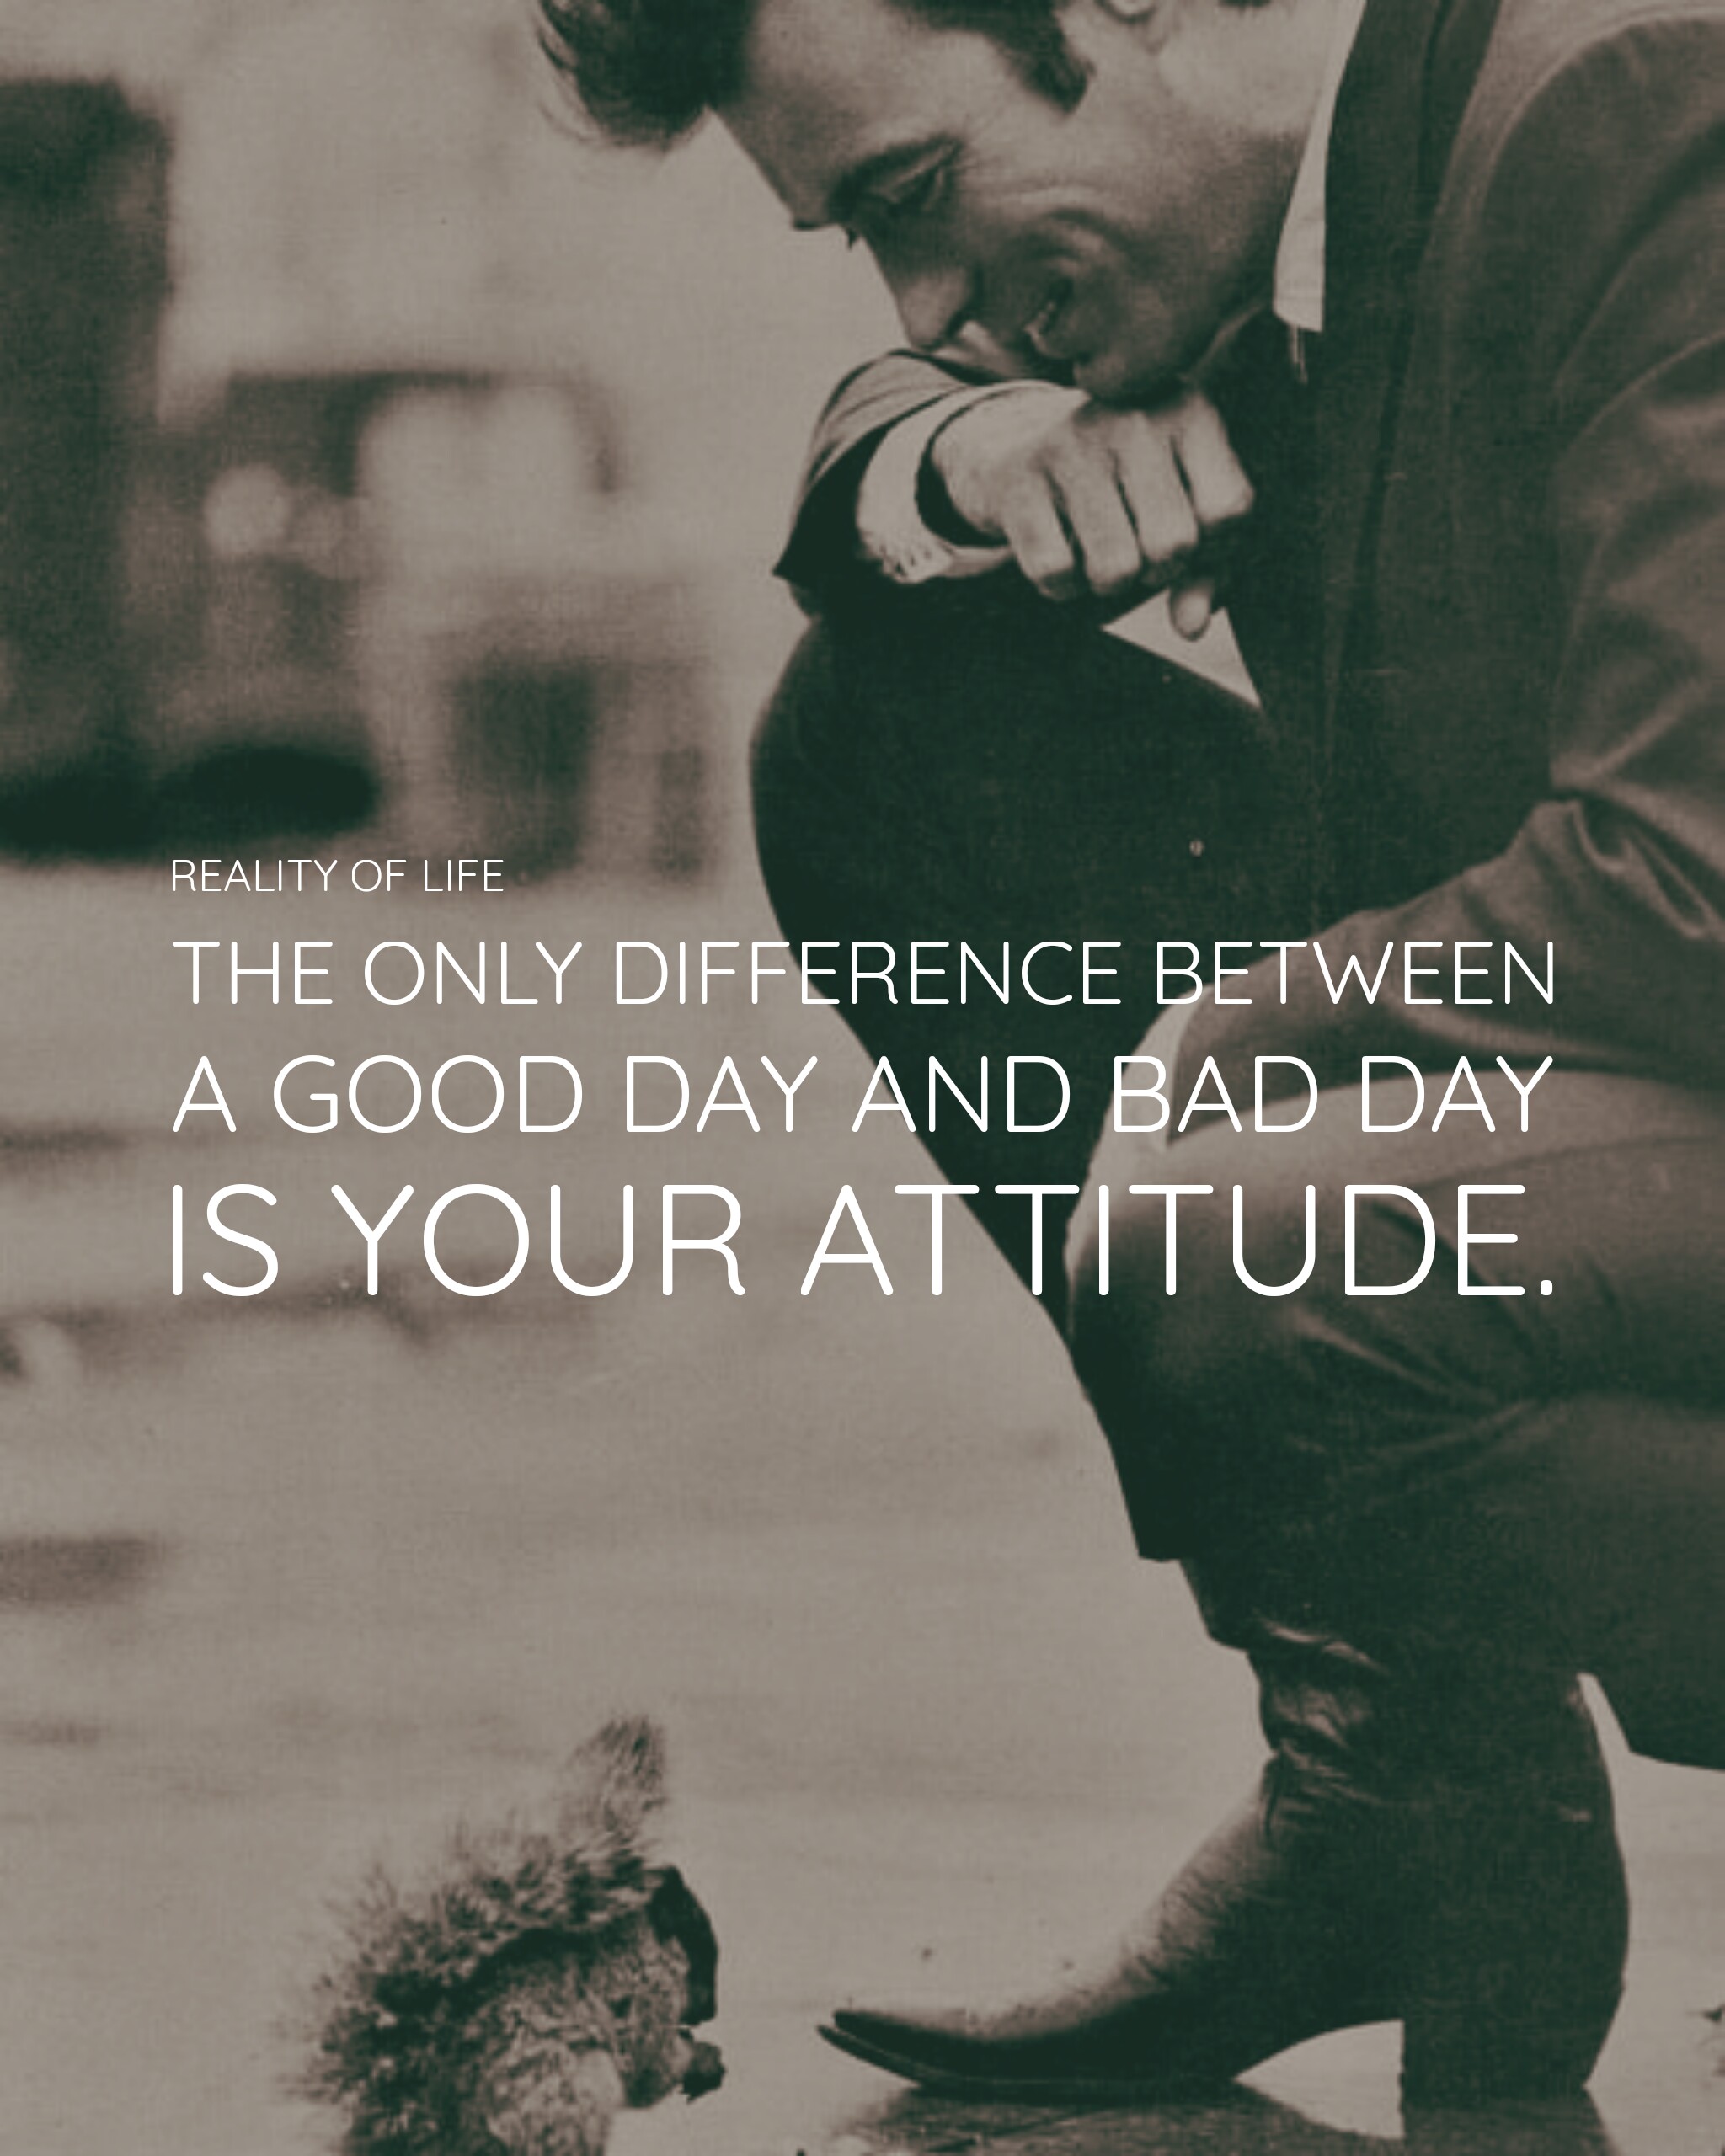 REALITY OF LIFE
THE ONLY DIFFERENCE BETWEEN
A GOOD DAY AND BAD DAY
IS YOUR ATTITUDE.